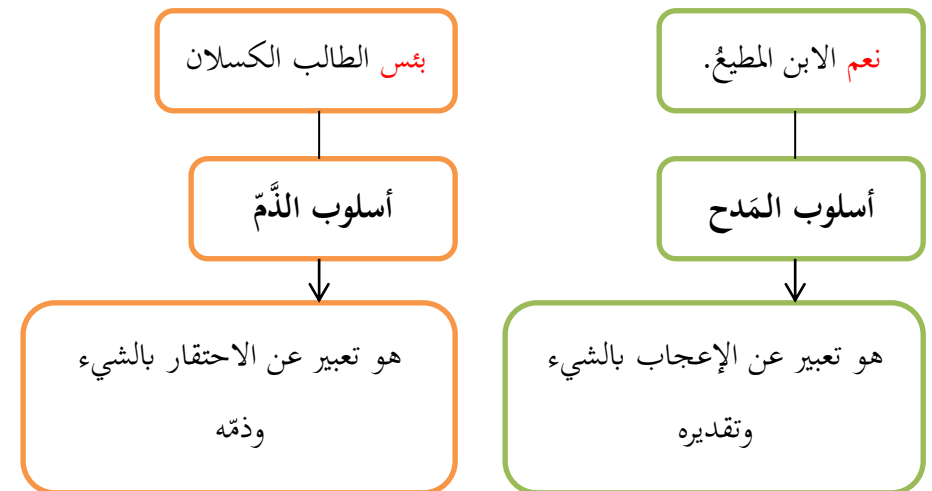 نعم الابن المطيعُ.
بئس الطالب الكسلان
أسلوب المَدح
أسلوب الذَّمّ
هو تعبير عن الإعجاب بالشيء
وتقديره
هو تعبير عن الاحتقار بالشيء
وذمّه